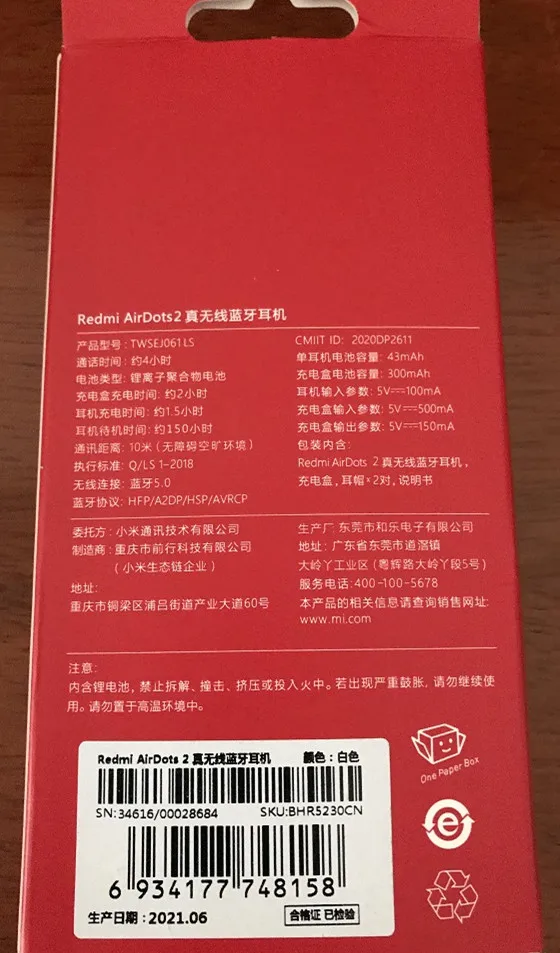 Redmi AirDots2 真无线蓝牙耳机
产品型号: TWSEJ061LS
通话时间: 约4小时
电池类型: 锂离子聚合物电池
充电盒充电时间: 约2小时
耳机充电时间: 约1.5小时
耳机待机时间: 约150小时
通讯距离: 10米 (无障碍空旷环境)
执行标准: Q/LS 1-2018
无线连接: 蓝牙5.0
蓝牙协议: HFP/A2DP/HSP/AVRCP
CMIIT ID: 2020DP2611
单耳机电池容量: 43mAh
充电盒电池容量: 300mAh
耳机输入参数: 5V⎓100mA
充电盒输入参数: 5V⎓500mA
充电盒输出参数: 5V⎓150mA
包装内含:
Redmi AirDots 2真无线蓝牙耳机,
充电盒, 耳帽×2对, 说明书
委托方: 小米通讯技术有限公司
制造商: 重庆市前行科技有限公司
(小米生态链企业)
地址:
重庆市铜梁区蒲吕街道产业大道60号
生产厂: 东莞市和乐电子有限公司
地址: 广东省东莞市道滘镇
大岭丫工业区 (粤辉路大岭丫段5号)
服务电话: 400-100-5678
本产品的相关信息请查询销售网址:
www.mi.com
注意:
内含锂电池, 禁止拆解、撞击、挤压或投入火中。若出现严重鼓胀, 请勿继续使
用。请勿置于高温环境中。
Redmi AirDots 2 真无线蓝牙耳机 颜色：白色
SN:34616/00028684 SKU:BHR5230CN
6 934177 748158
生产日期：2021.06 合格证 已检验
One Paper Box
e